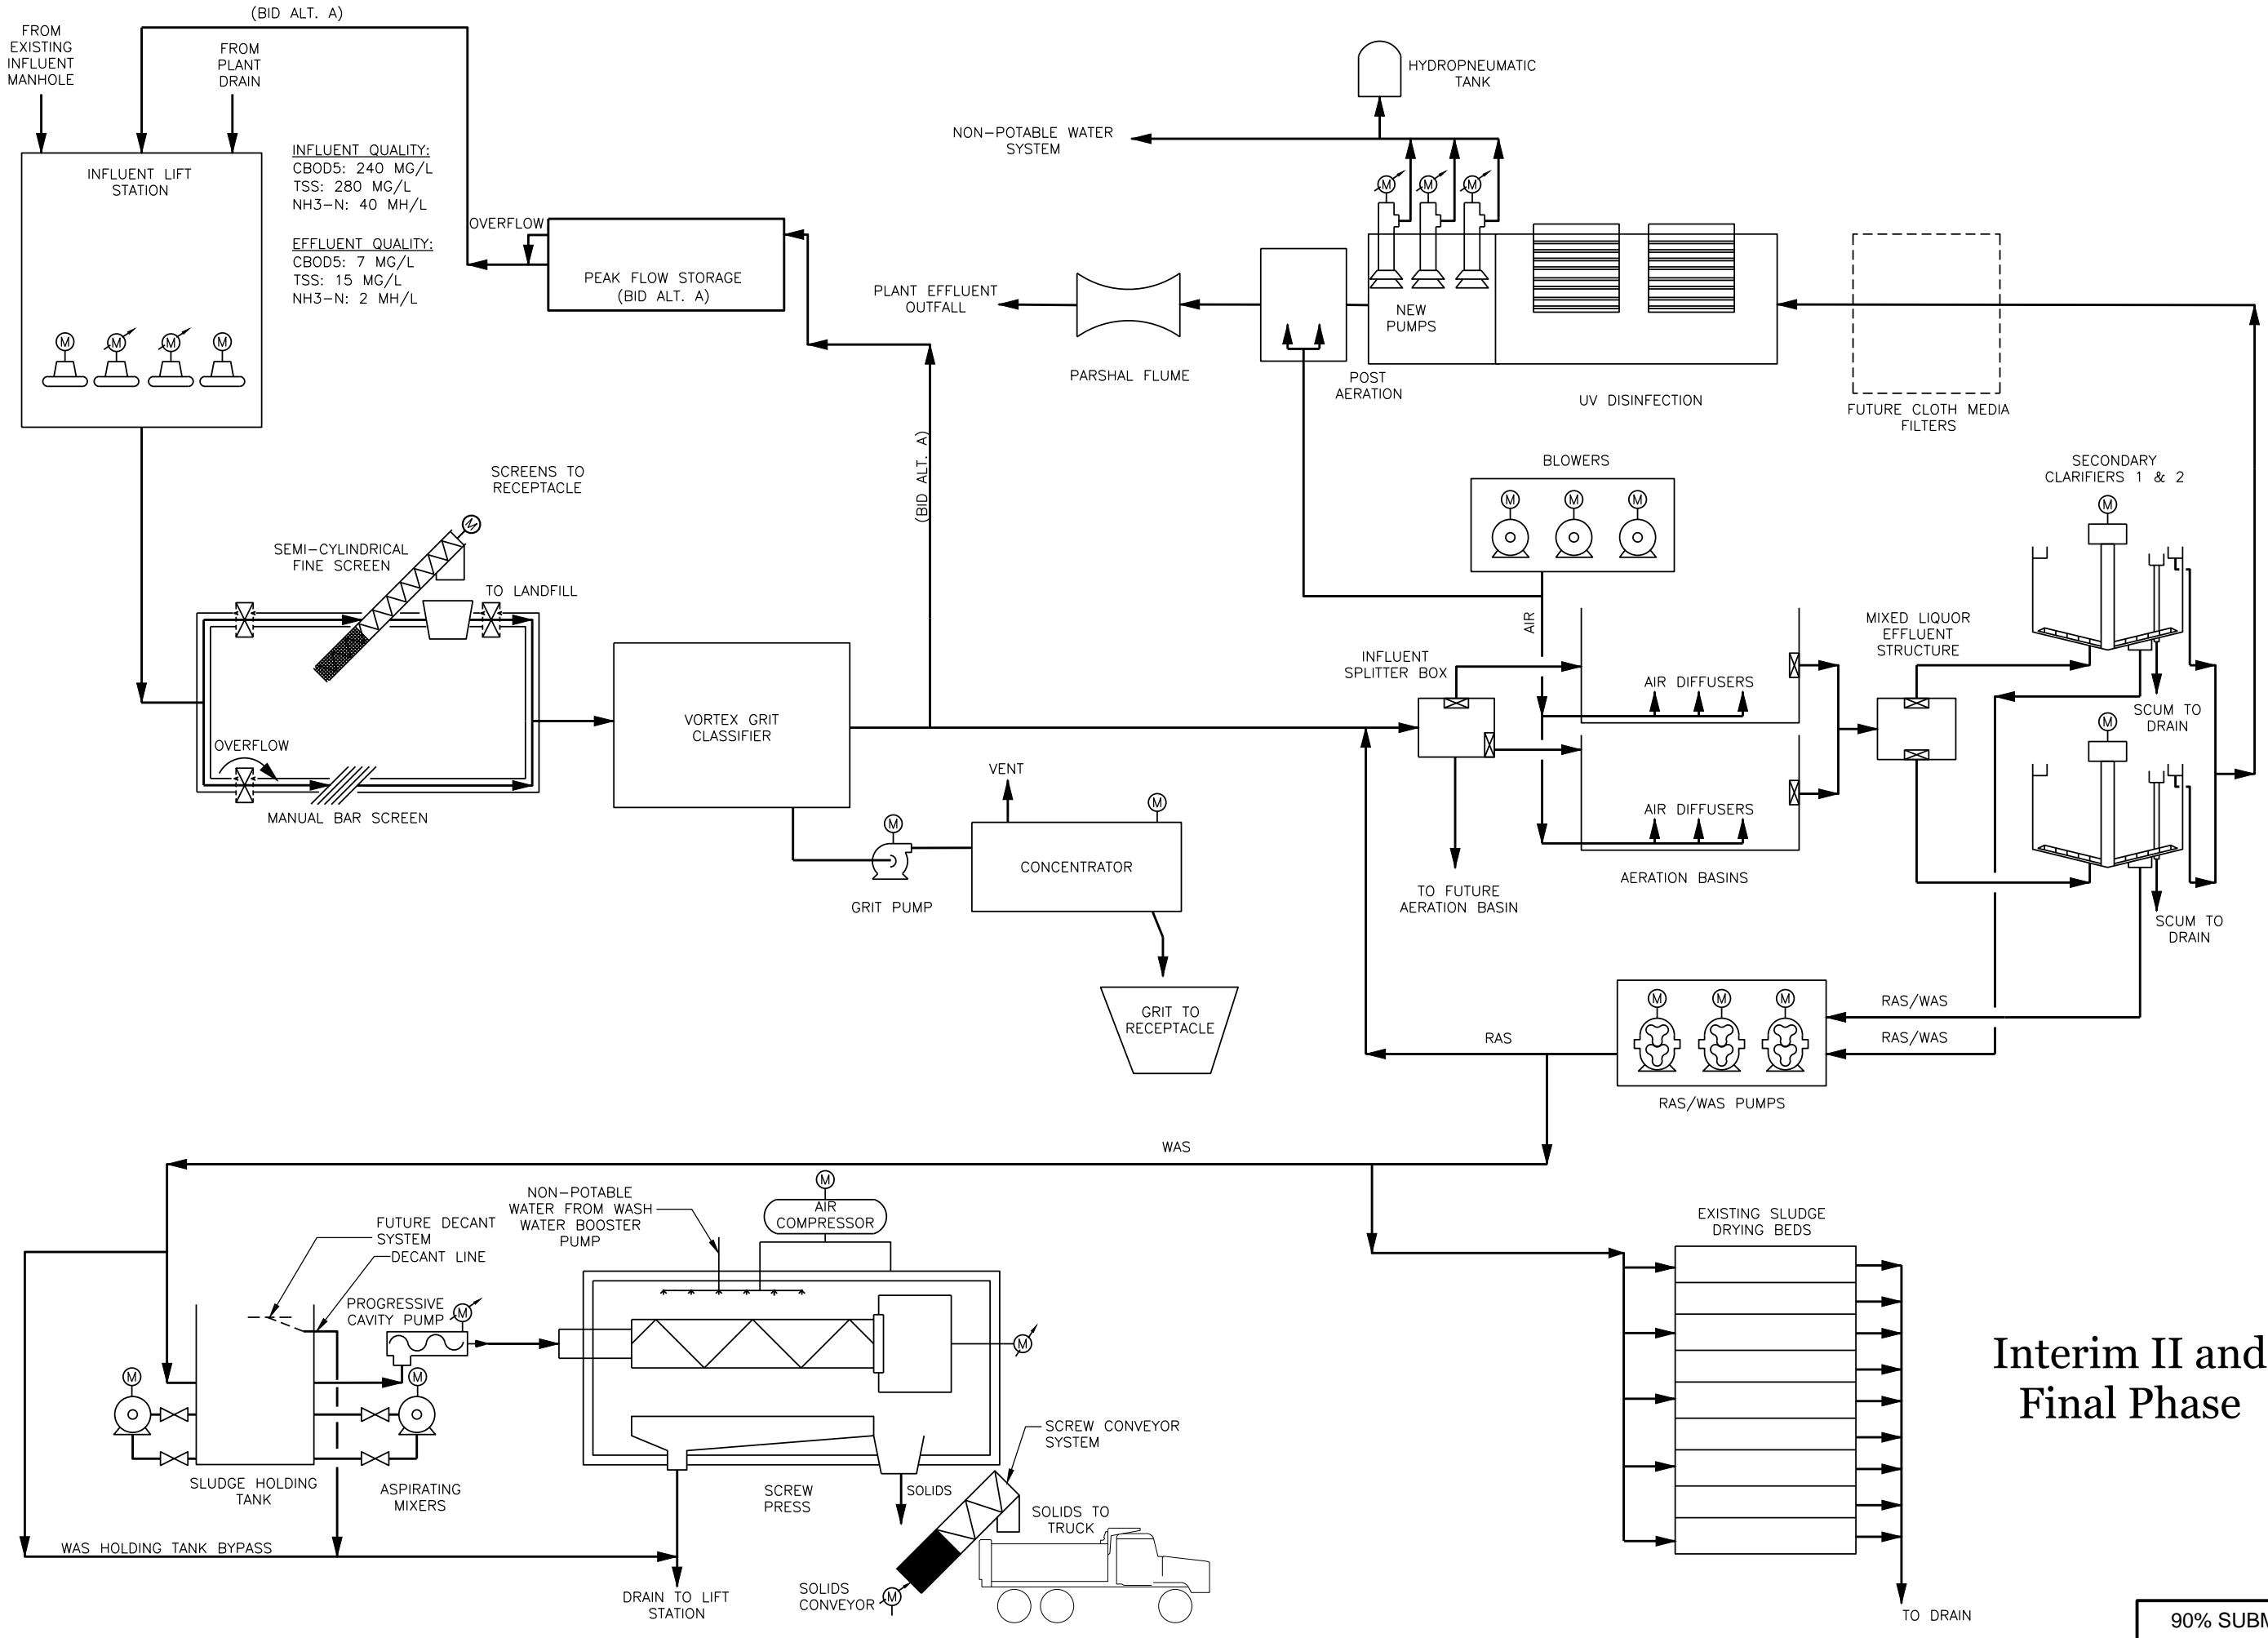 (BID ALT. A)
FROM
EXISTING
INFLUENT
MANHOLE
FROM
PLANT
DRAIN
INFLUENT LIFT
STATION
M
M
M
M
INFLUENT QUALITY:
CBOD5: 240 MG/L
TSS: 280 MG/L
NH3-N: 40 MH/L
EFFLUENT QUALITY:
CBOD5: 7 MG/L
TSS: 15 MG/L
NH3-N: 2 MH/L
OVERFLOW
PEAK FLOW STORAGE
(BID ALT. A)
HYDROPNEUMATIC
TANK
NON-POTABLE WATER
SYSTEM
M
M
M
NEW
PUMPS
PLANT EFFLUENT
OUTFALL
PARSHAL FLUME
POST
AERATION
UV DISINFECTION
FUTURE CLOTH MEDIA
FILTERS
(BID ALT. A)
SCREENS TO
RECEPTACLE
M
SEMI-CYLINDRICAL
FINE SCREEN
TO LANDFILL
OVERFLOW
MANUAL BAR SCREEN
VORTEX GRIT
CLASSIFIER
M
GRIT PUMP
VENT
M
CONCENTRATOR
GRIT TO
RECEPTACLE
BLOWERS
M
M
M
AIR
INFLUENT
SPLITTER BOX
TO FUTURE
AERATION BASIN
AIR DIFFUSERS
AIR DIFFUSERS
AERATION BASINS
MIXED LIQUOR
EFFLUENT
STRUCTURE
SECONDARY
CLARIFIERS 1 & 2
M
SCUM TO
DRAIN
M
SCUM TO
DRAIN
RAS/WAS
RAS/WAS
M
M
M
RAS/WAS PUMPS
RAS
WAS
FUTURE DECANT
SYSTEM
DECANT LINE
NON-POTABLE
WATER FROM WASH
WATER BOOSTER
PUMP
M
AIR
COMPRESSOR
PROGRESSIVE
CAVITY PUMP
M
M
M
M
SLUDGE HOLDING
TANK
ASPIRATING
MIXERS
SCREW
PRESS
SOLIDS
SCREW CONVEYOR
SYSTEM
SOLIDS TO
TRUCK
WAS HOLDING TANK BYPASS
DRAIN TO LIFT
STATION
SOLIDS
CONVEYOR
M
EXISTING SLUDGE
DRYING BEDS
TO DRAIN
Interim II and
Final Phase
90% SUBM